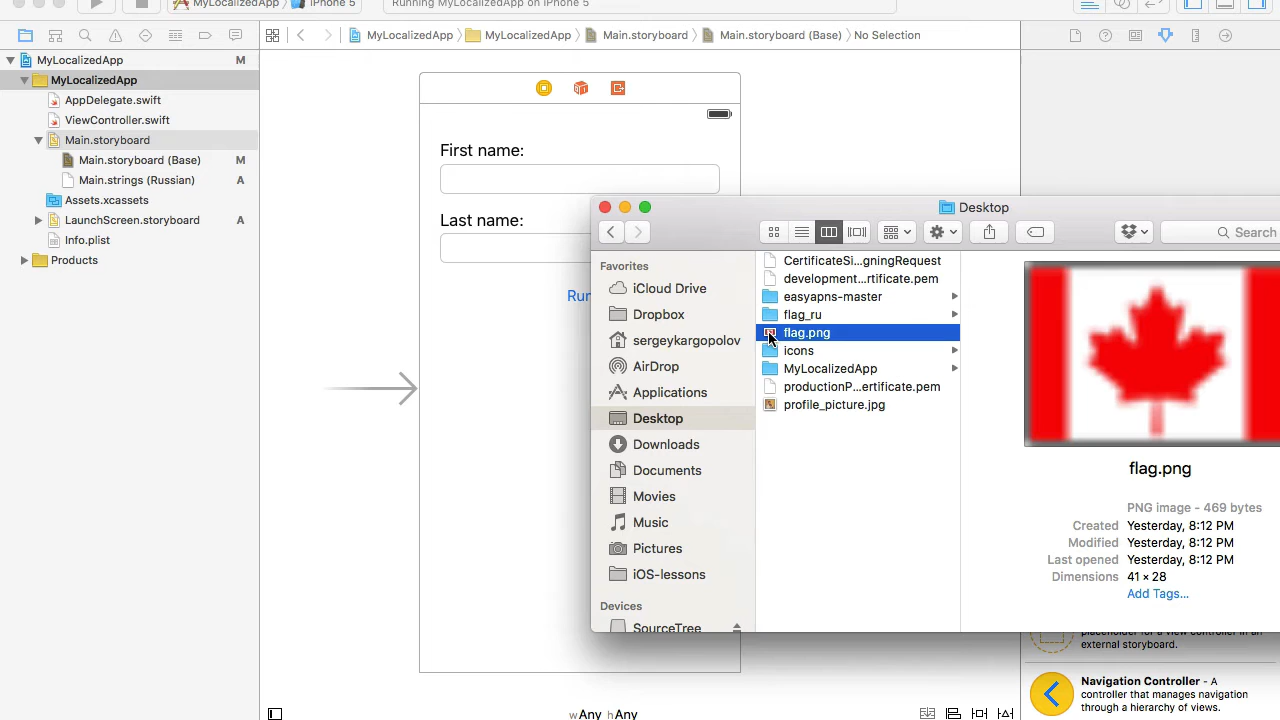 MyLocalizedApp
iPhone 5
Running MyLocalizedApp on iPhone 5
MyLocalizedApp
MyLocalizedApp
Main.storyboard
Main.storyboard (Base)
No Selection
MyLocalizedApp M
MyLocalizedApp
AppDelegate.swift
ViewController.swift
Main.storyboard
Main.storyboard (Base) M
Main.strings (Russian) A
Assets.xcassets
LaunchScreen.storyboard A
Info.plist
Products
First name:
Last name:
Run
wAny hAny
Desktop
Search
Favorites
iCloud Drive
Dropbox
sergeykargopolov
AirDrop
Applications
Desktop
Downloads
Documents
Movies
Music
Pictures
iOS-lessons
Devices
SourceTree
CertificateSi...gningRequest
development...rtificate.pem
easyapns-master
flag_ru
flag.png
icons
MyLocalizedApp
productionP...ertificate.pem
profile_picture.jpg
flag.png
PNG image - 469 bytes
Created Yesterday, 8:12 PM
Modified Yesterday, 8:12 PM
Last opened Yesterday, 8:12 PM
Dimensions 41 × 28
Add Tags...
placeholder for a view controller in an
external storyboard.
Navigation Controller - A
controller that manages navigation
through a hierarchy of views.